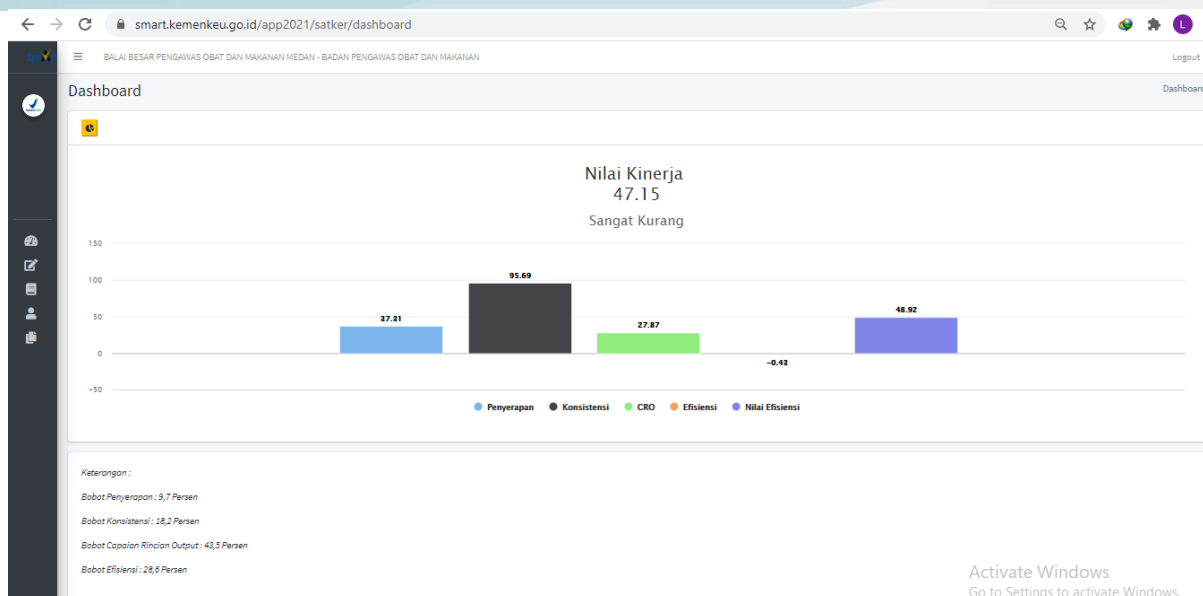 smart.kemenkeu.go.id/app2021/satker/dashboard
L
BALAI BESAR PENGAWAS OBAT DAN MAKANAN MEDAN - BADAN PENGAWAS OBAT DAN MAKANAN
Logout
Dashboard
Dashboard
Nilai Kinerja
47.15
Sangat Kurang
150
100
50
0
-50
37.31
95.69
27.87
-0.43
48.92
Penyerapan Konsistensi CRO Efisiensi Nilai Efisiensi
Keterangan :
Bobot Penyerapan : 9,7 Persen
Bobot Konsistensi : 18,2 Persen
Bobot Capaian Rincian Output : 43,5 Persen
Bobot Efisiensi : 28,6 Persen
Activate Windows
Go to Settings to activate Windows.